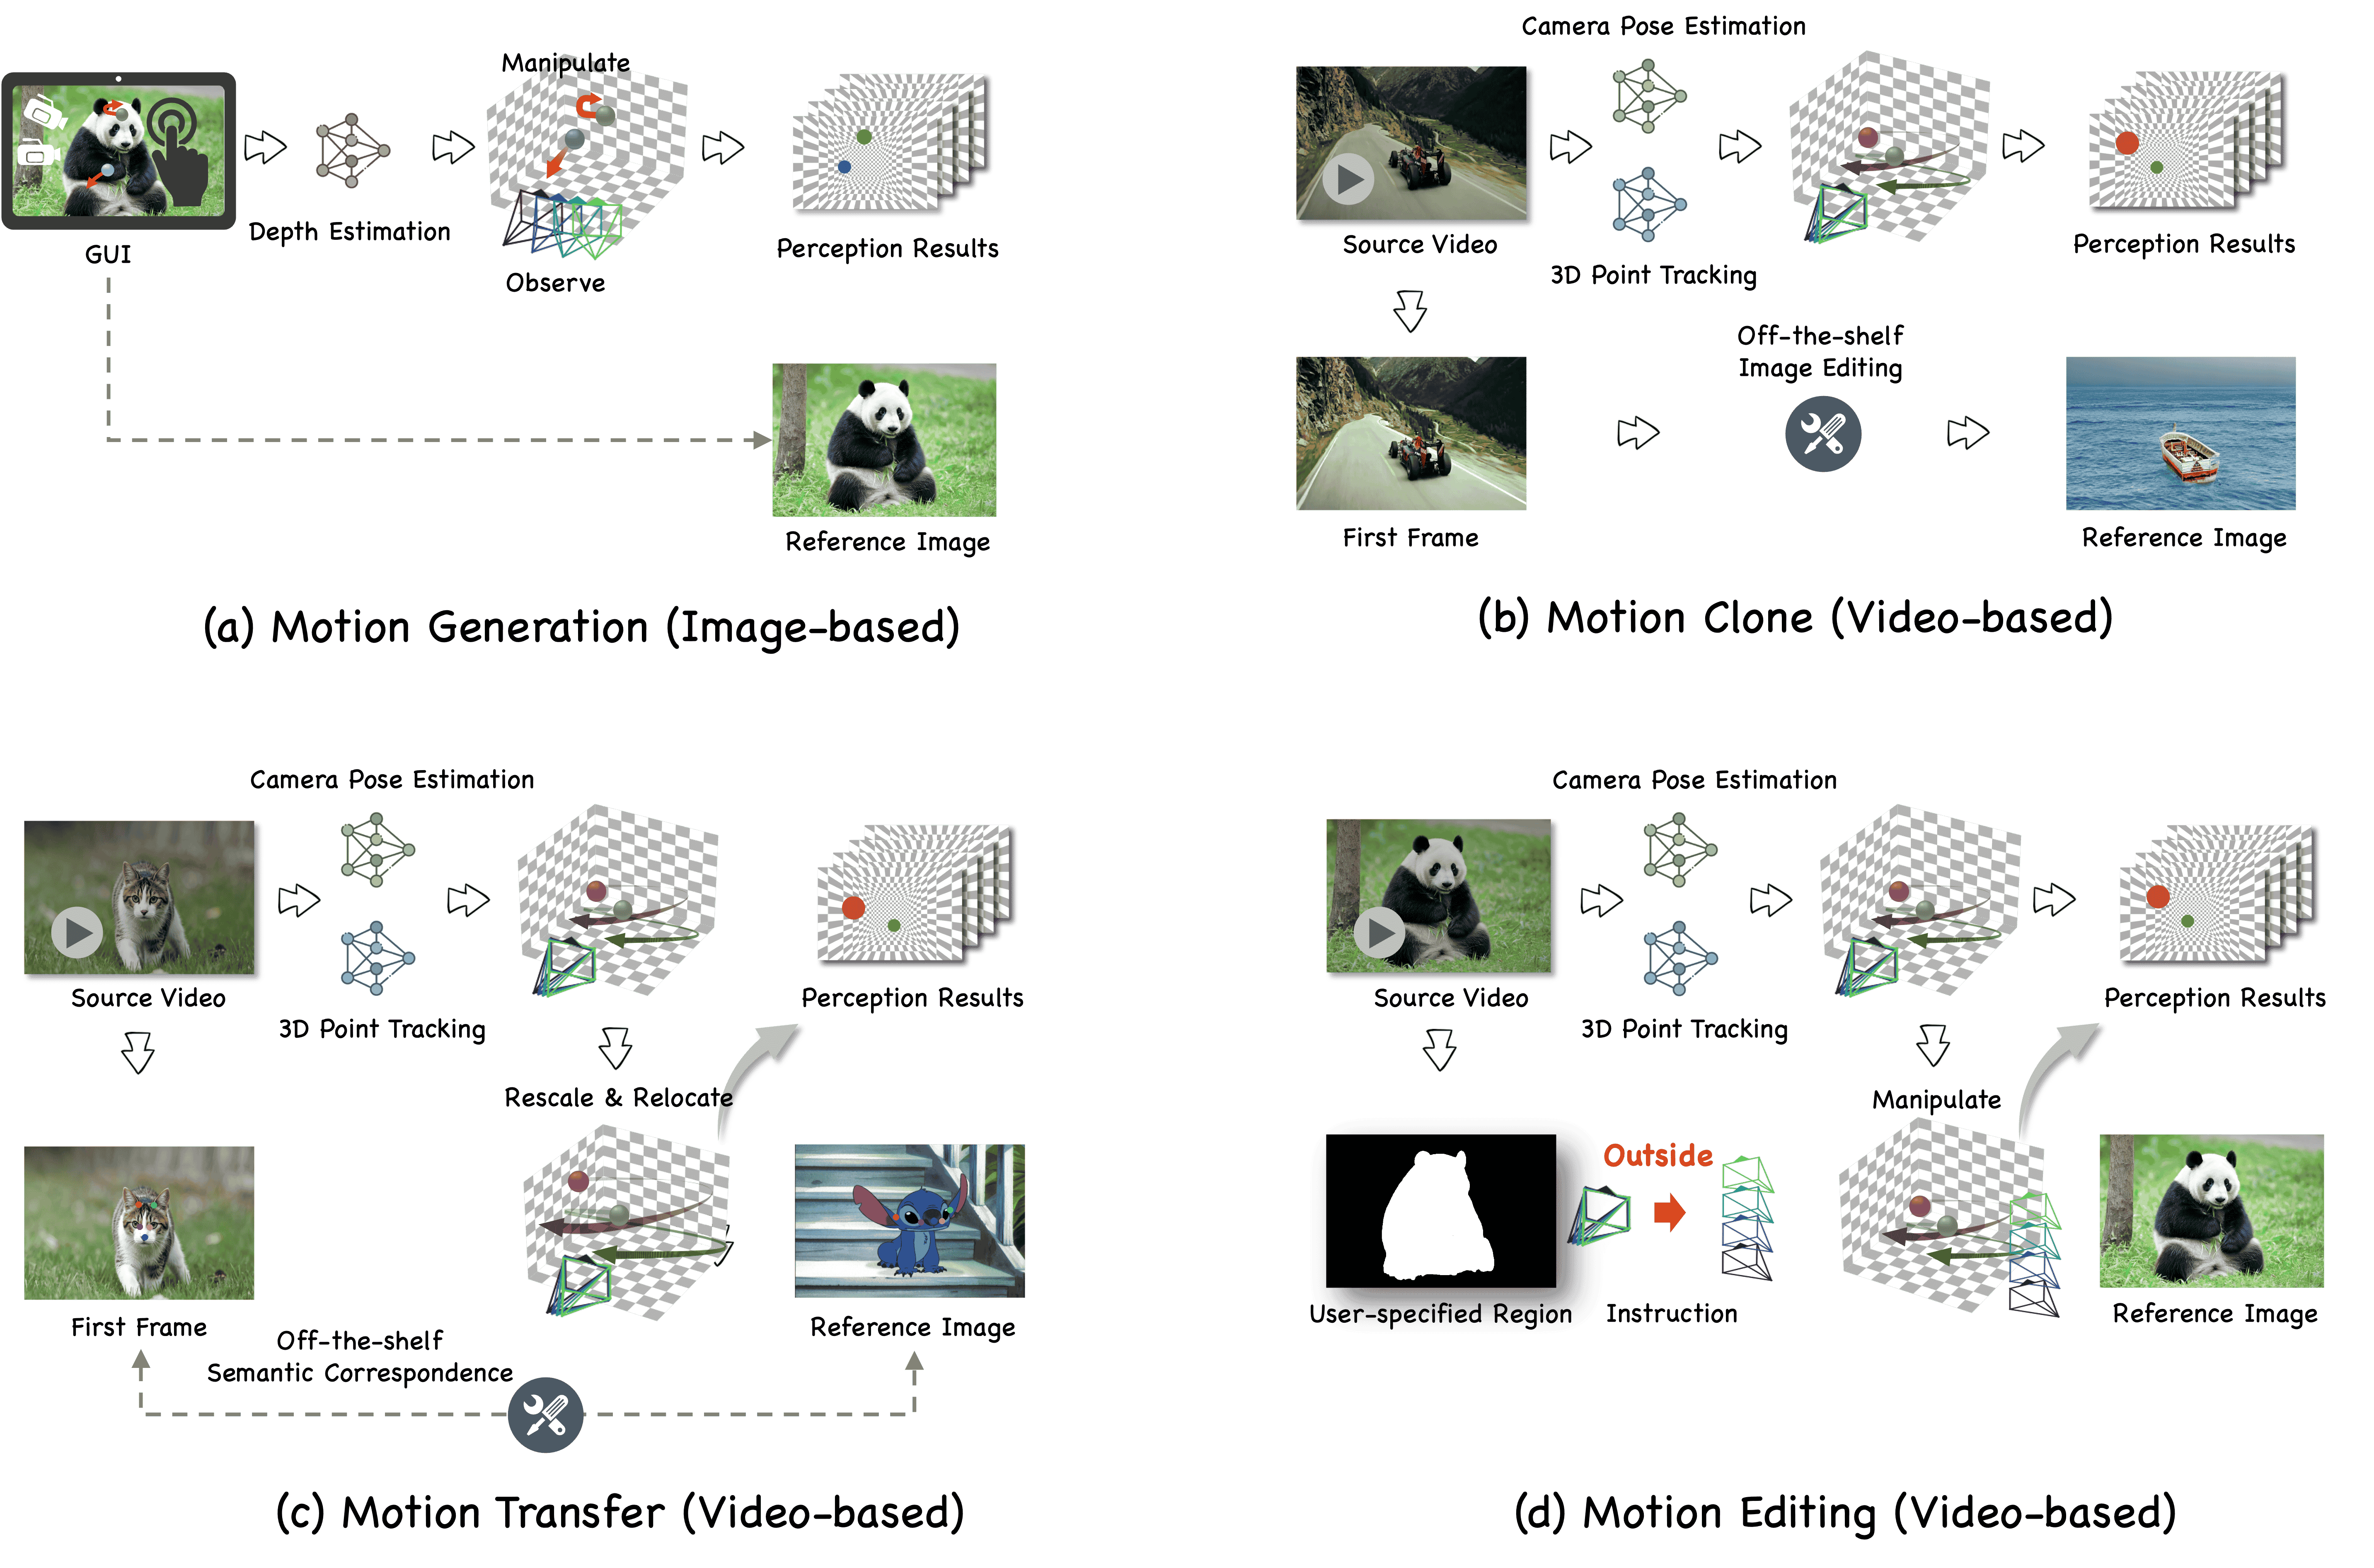 Manipulate
GUI
Depth Estimation
Observe
Perception Results
Reference Image
(a) Motion Generation (Image-based)
Camera Pose Estimation
Source Video
3D Point Tracking
Perception Results
Off-the-shelf
Image Editing
First Frame
Reference Image
(b) Motion Clone (Video-based)
Camera Pose Estimation
Source Video
3D Point Tracking
Perception Results
Rescale & Relocate
First Frame
Reference Image
Off-the-shelf
Semantic Correspondence
(c) Motion Transfer (Video-based)
Camera Pose Estimation
Source Video
3D Point Tracking
Perception Results
Manipulate
Outside
User-specified Region
Instruction
Reference Image
(d) Motion Editing (Video-based)